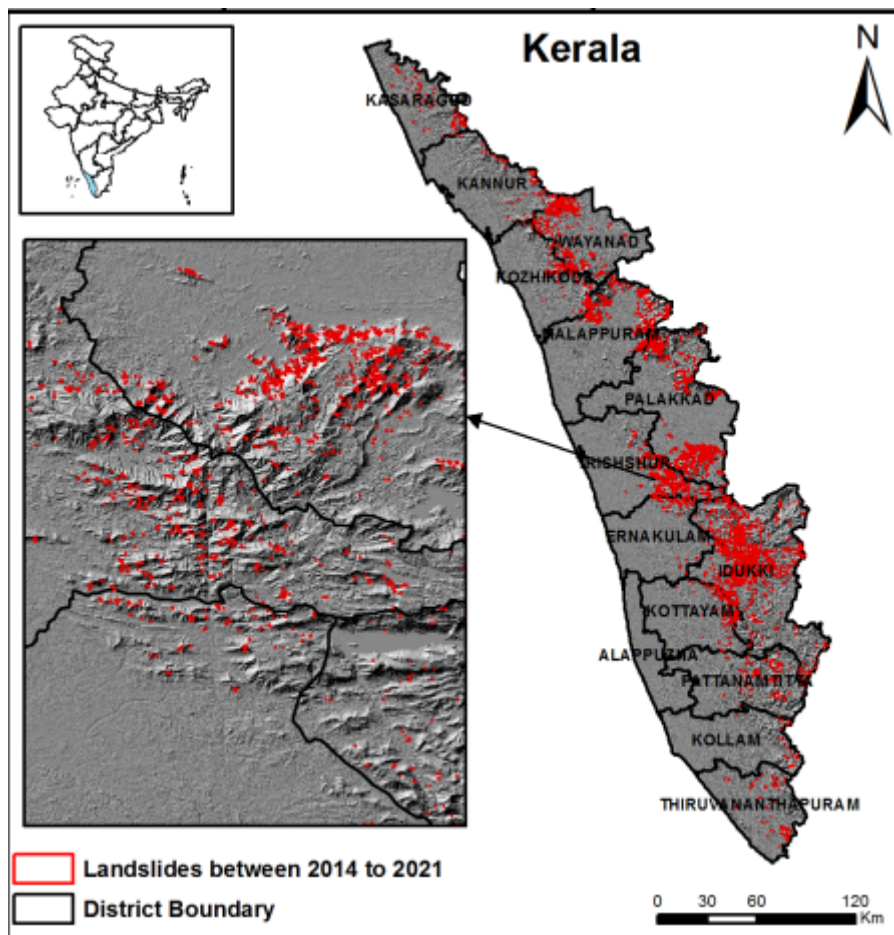 Kerala
N
KASARAGOD
KANNUR
WAYANAD
KOZHIKODE
MALAPPURAM
PALAKKAD
TRISHSHUR
ERNAKULAM
IDUKKI
KOTTAYAM
ALAPPUZHA
PATTANAMTITTA
KOLLAM
THIRUVANANTHAPURAM
Landslides between 2014 to 2021
District Boundary
0 30 60 120
Km